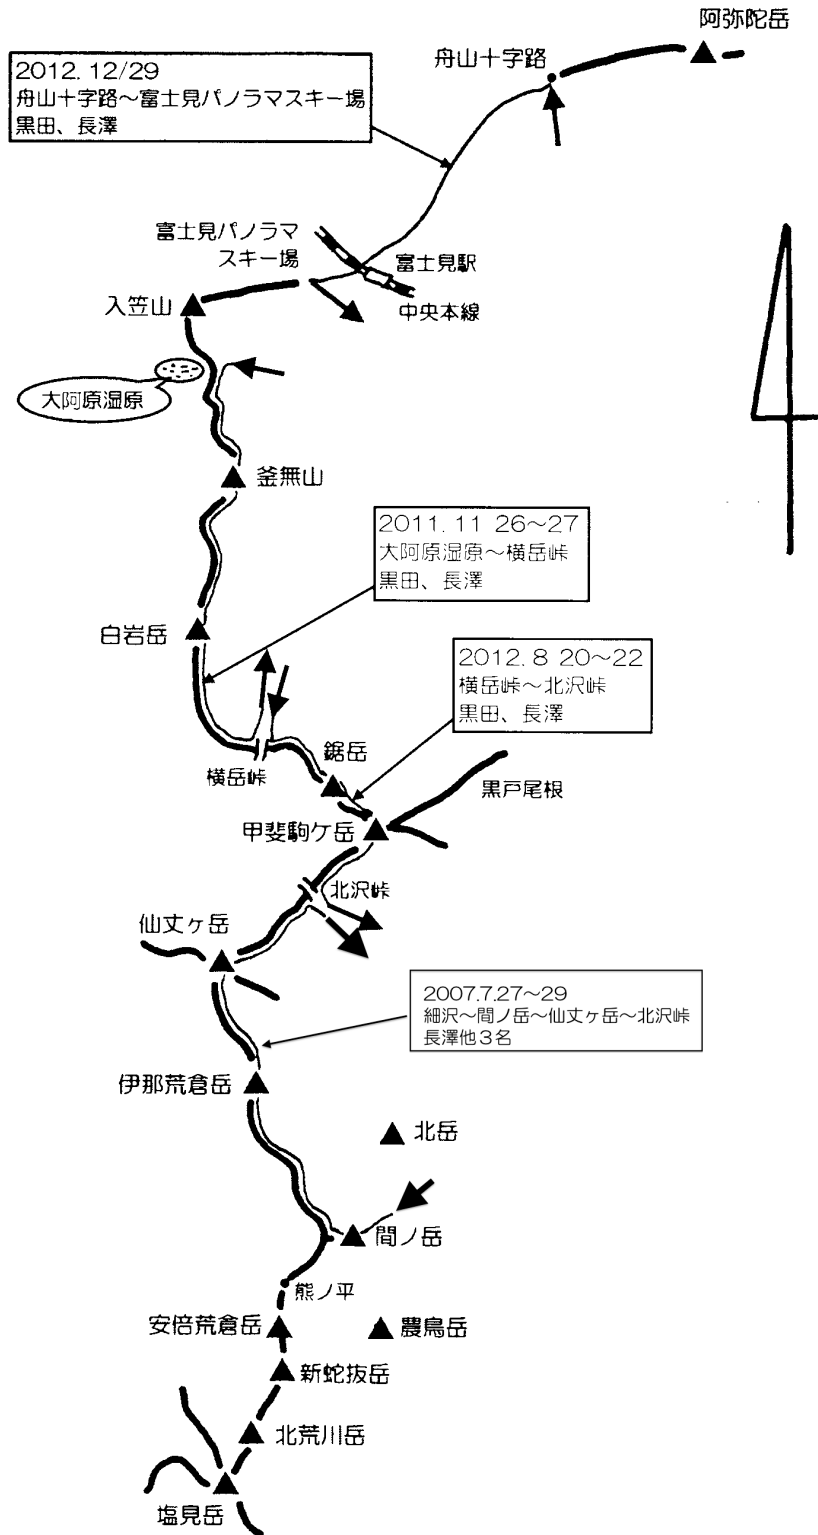 阿弥陀岳
舟山十字路
2012. 12/29
舟山十字路～富士見パノラマスキー場
黒田、長澤
富士見パノラマ
スキー場
富士見駅
入笠山
中央本線
大阿原湿原
釜無山
2011. 11 26～27
大阿原湿原～横岳峠
黒田、長澤
白岩岳
2012. 8 20～22
横岳峠～北沢峠
黒田、長澤
鋸岳
横岳峠
黒戸尾根
甲斐駒ケ岳
北沢峠
仙丈ヶ岳
2007.7.27～29
細沢～間ノ岳～仙丈ヶ岳～北沢峠
長澤他３名
伊那荒倉岳
北岳
間ノ岳
熊ノ平
安倍荒倉岳
農鳥岳
新蛇抜岳
北荒川岳
塩見岳